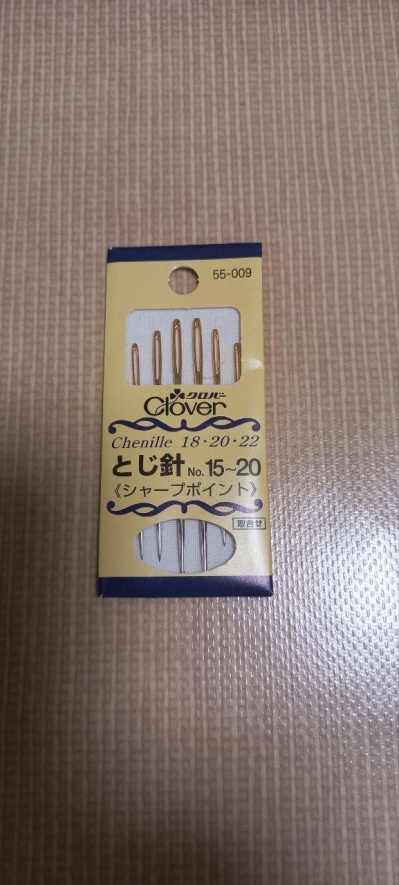 55-009
クロバー
Clover
Chenille 18・20・22
とじ針 No.15~20
《シャープポイント》
取合せ